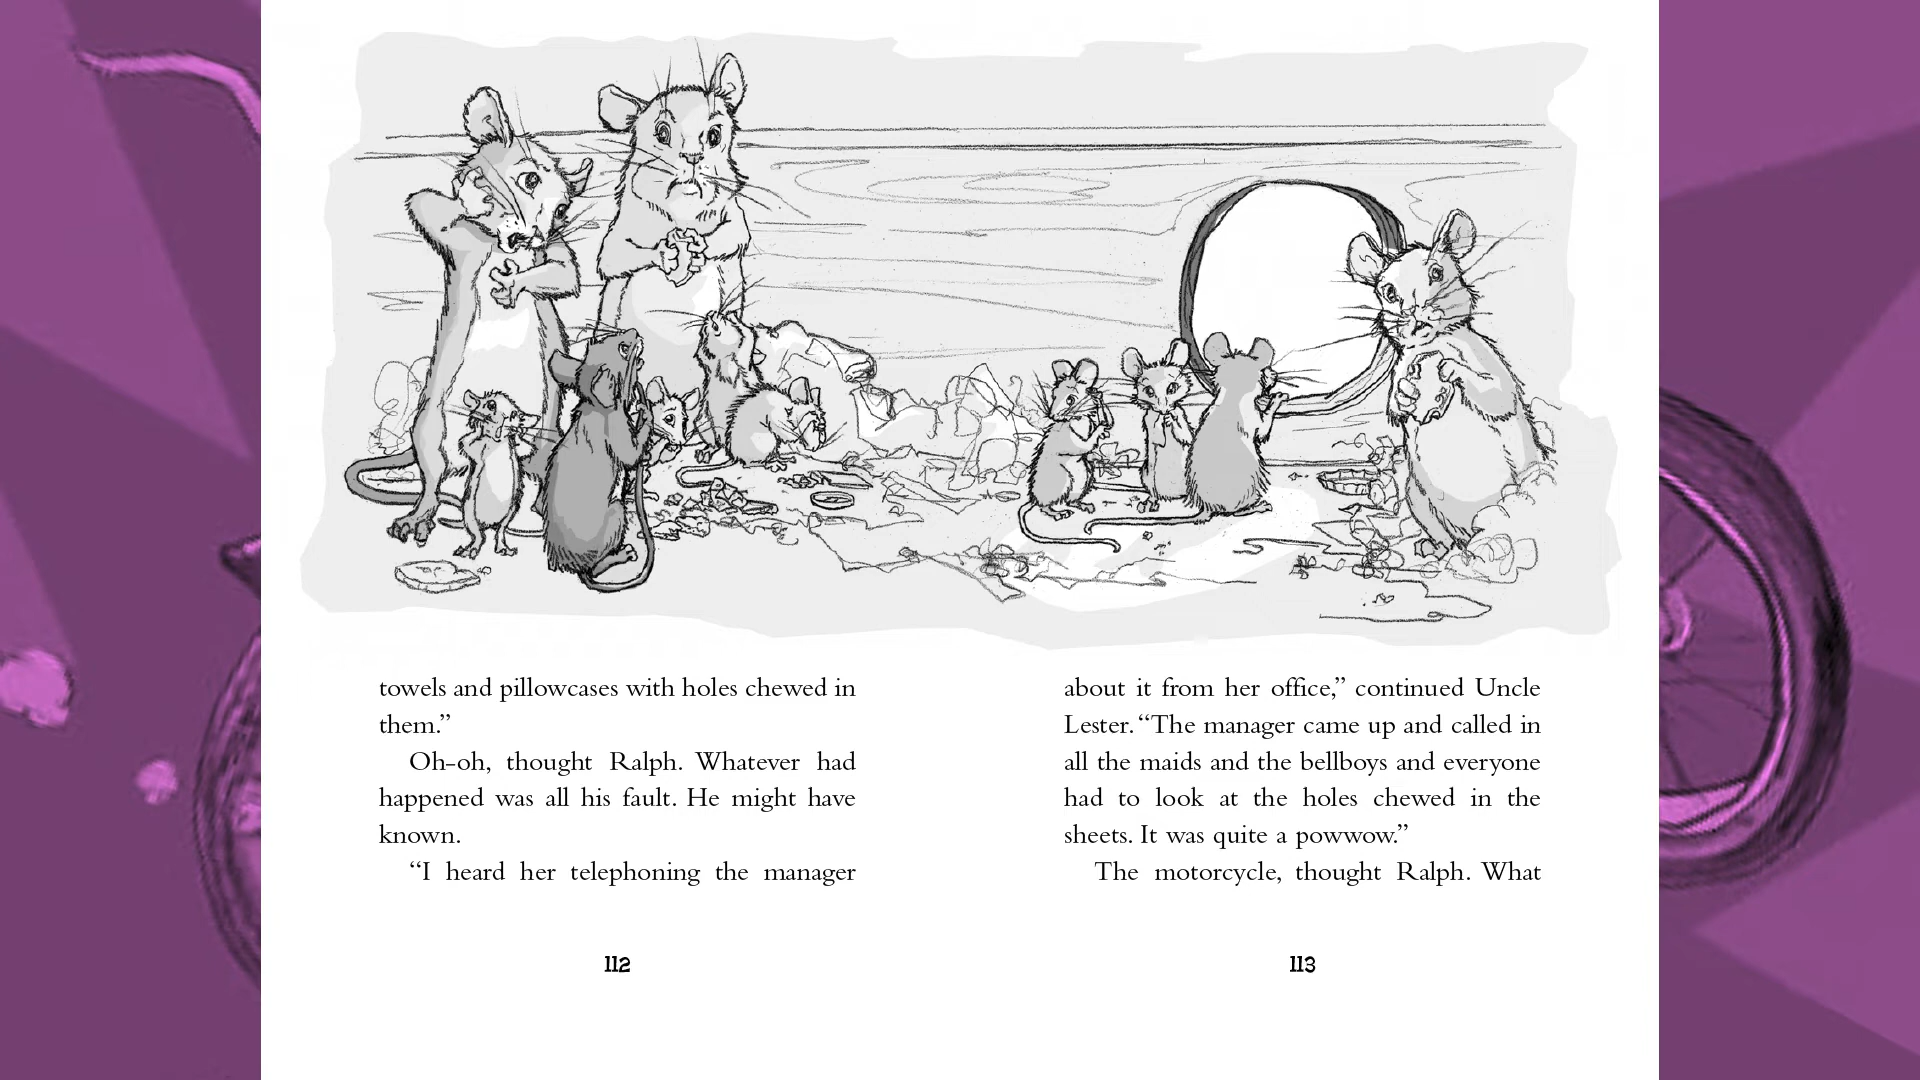 towels and pillowcases with holes chewed in
them.”
Oh-oh, thought Ralph. Whatever had
happened was all his fault. He might have
known.
“I heard her telephoning the manager
112
about it from her office,” continued Uncle
Lester. “The manager came up and called in
all the maids and the bellboys and everyone
had to look at the holes chewed in the
sheets. It was quite a powwow.”
The motorcycle, thought Ralph. What
113